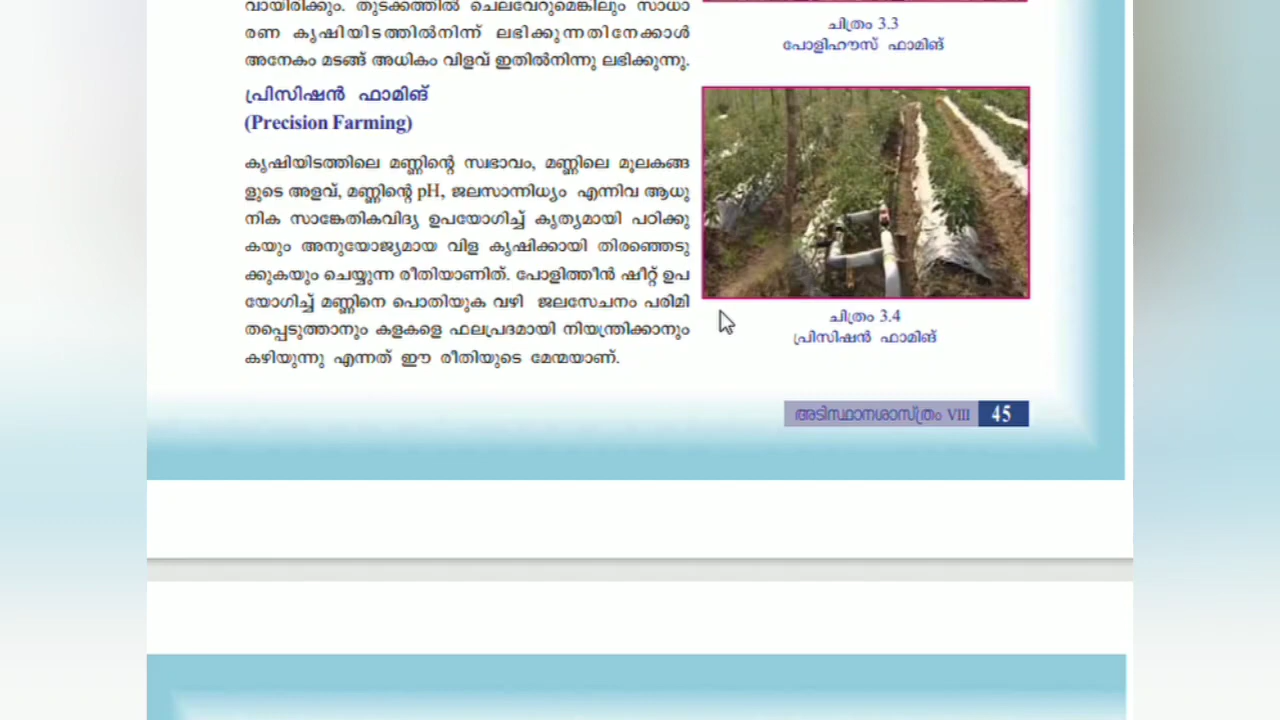 വായിരിക്കും. തുടക്കത്തിൽ ചെലവേറുമെങ്കിലും സാധാ
രണ കൃഷിയിടത്തിൽനിന്ന് ലഭിക്കുന്നതിനേക്കാൾ
അനേകം മടങ്ങ് അധികം വിളവ് ഇതിൽനിന്നു ലഭിക്കുന്നു.
ചിത്രം 3.3
പോളിഹൗസ് ഫാമിങ്
പ്രിസിഷൻ ഫാമിങ്
(Precision Farming)
കൃഷിയിടത്തിലെ മണ്ണിന്റെ സ്വഭാവം, മണ്ണിലെ മൂലകങ്ങ
ളുടെ അളവ്, മണ്ണിന്റെ pH, ജലസാന്നിധ്യം എന്നിവ ആധു
നിക സാങ്കേതികവിദ്യ ഉപയോഗിച്ച് കൃത്യമായി പഠിക്കു
കയും അനുയോജ്യമായ വിള കൃഷിക്കായി തിരഞ്ഞെടു
ക്കുകയും ചെയ്യുന്ന രീതിയാണിത്. പോളിത്തീൻ ഷീറ്റ് ഉപ
യോഗിച്ച് മണ്ണിനെ പൊതിയുക വഴി ജലസേചനം പരിമി
തപ്പെടുത്താനും കളകളെ ഫലപ്രദമായി നിയന്ത്രിക്കാനും
കഴിയുന്നു എന്നത് ഈ രീതിയുടെ മേന്മയാണ്.
ചിത്രം 3.4
പ്രിസിഷൻ ഫാമിങ്
അടിസ്ഥാനശാസ്ത്രം VIII 45